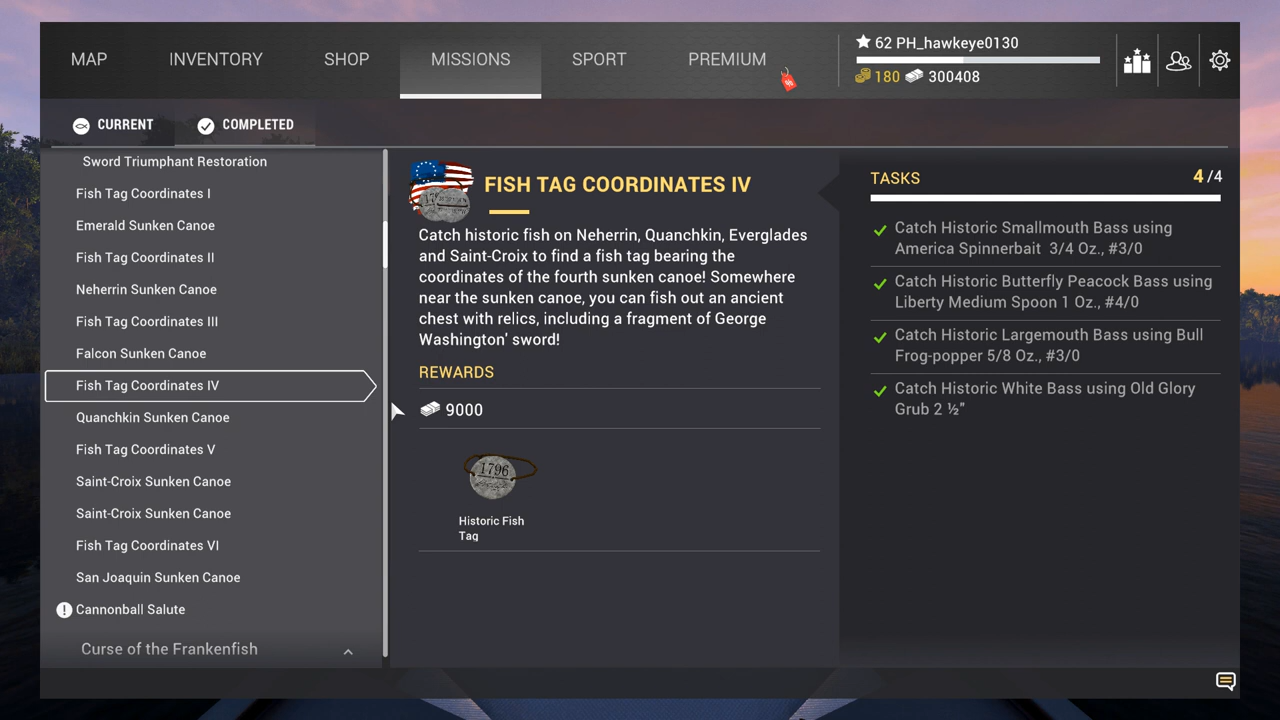 MAP
INVENTORY
SHOP
MISSIONS
SPORT
PREMIUM
62 PH_hawkeye0130
180 300408
CURRENT
COMPLETED
Sword Triumphant Restoration
Fish Tag Coordinates I
Emerald Sunken Canoe
Fish Tag Coordinates II
Neherrin Sunken Canoe
Fish Tag Coordinates III
Falcon Sunken Canoe
Fish Tag Coordinates IV
Quanchkin Sunken Canoe
Fish Tag Coordinates V
Saint-Croix Sunken Canoe
Saint-Croix Sunken Canoe
Fish Tag Coordinates VI
San Joaquin Sunken Canoe
Cannonball Salute
Curse of the Frankenfish
FISH TAG COORDINATES IV
Catch historic fish on Neherrin, Quanchkin, Everglades
and Saint-Croix to find a fish tag bearing the
coordinates of the fourth sunken canoe! Somewhere
near the sunken canoe, you can fish out an ancient
chest with relics, including a fragment of George
Washington' sword!
REWARDS
9000
1796
Historic Fish
Tag
TASKS
4 /4
Catch Historic Smallmouth Bass using
America Spinnerbait 3/4 Oz., #3/0
Catch Historic Butterfly Peacock Bass using
Liberty Medium Spoon 1 Oz., #4/0
Catch Historic Largemouth Bass using Bull
Frog-popper 5/8 Oz., #3/0
Catch Historic White Bass using Old Glory
Grub 2 ½"